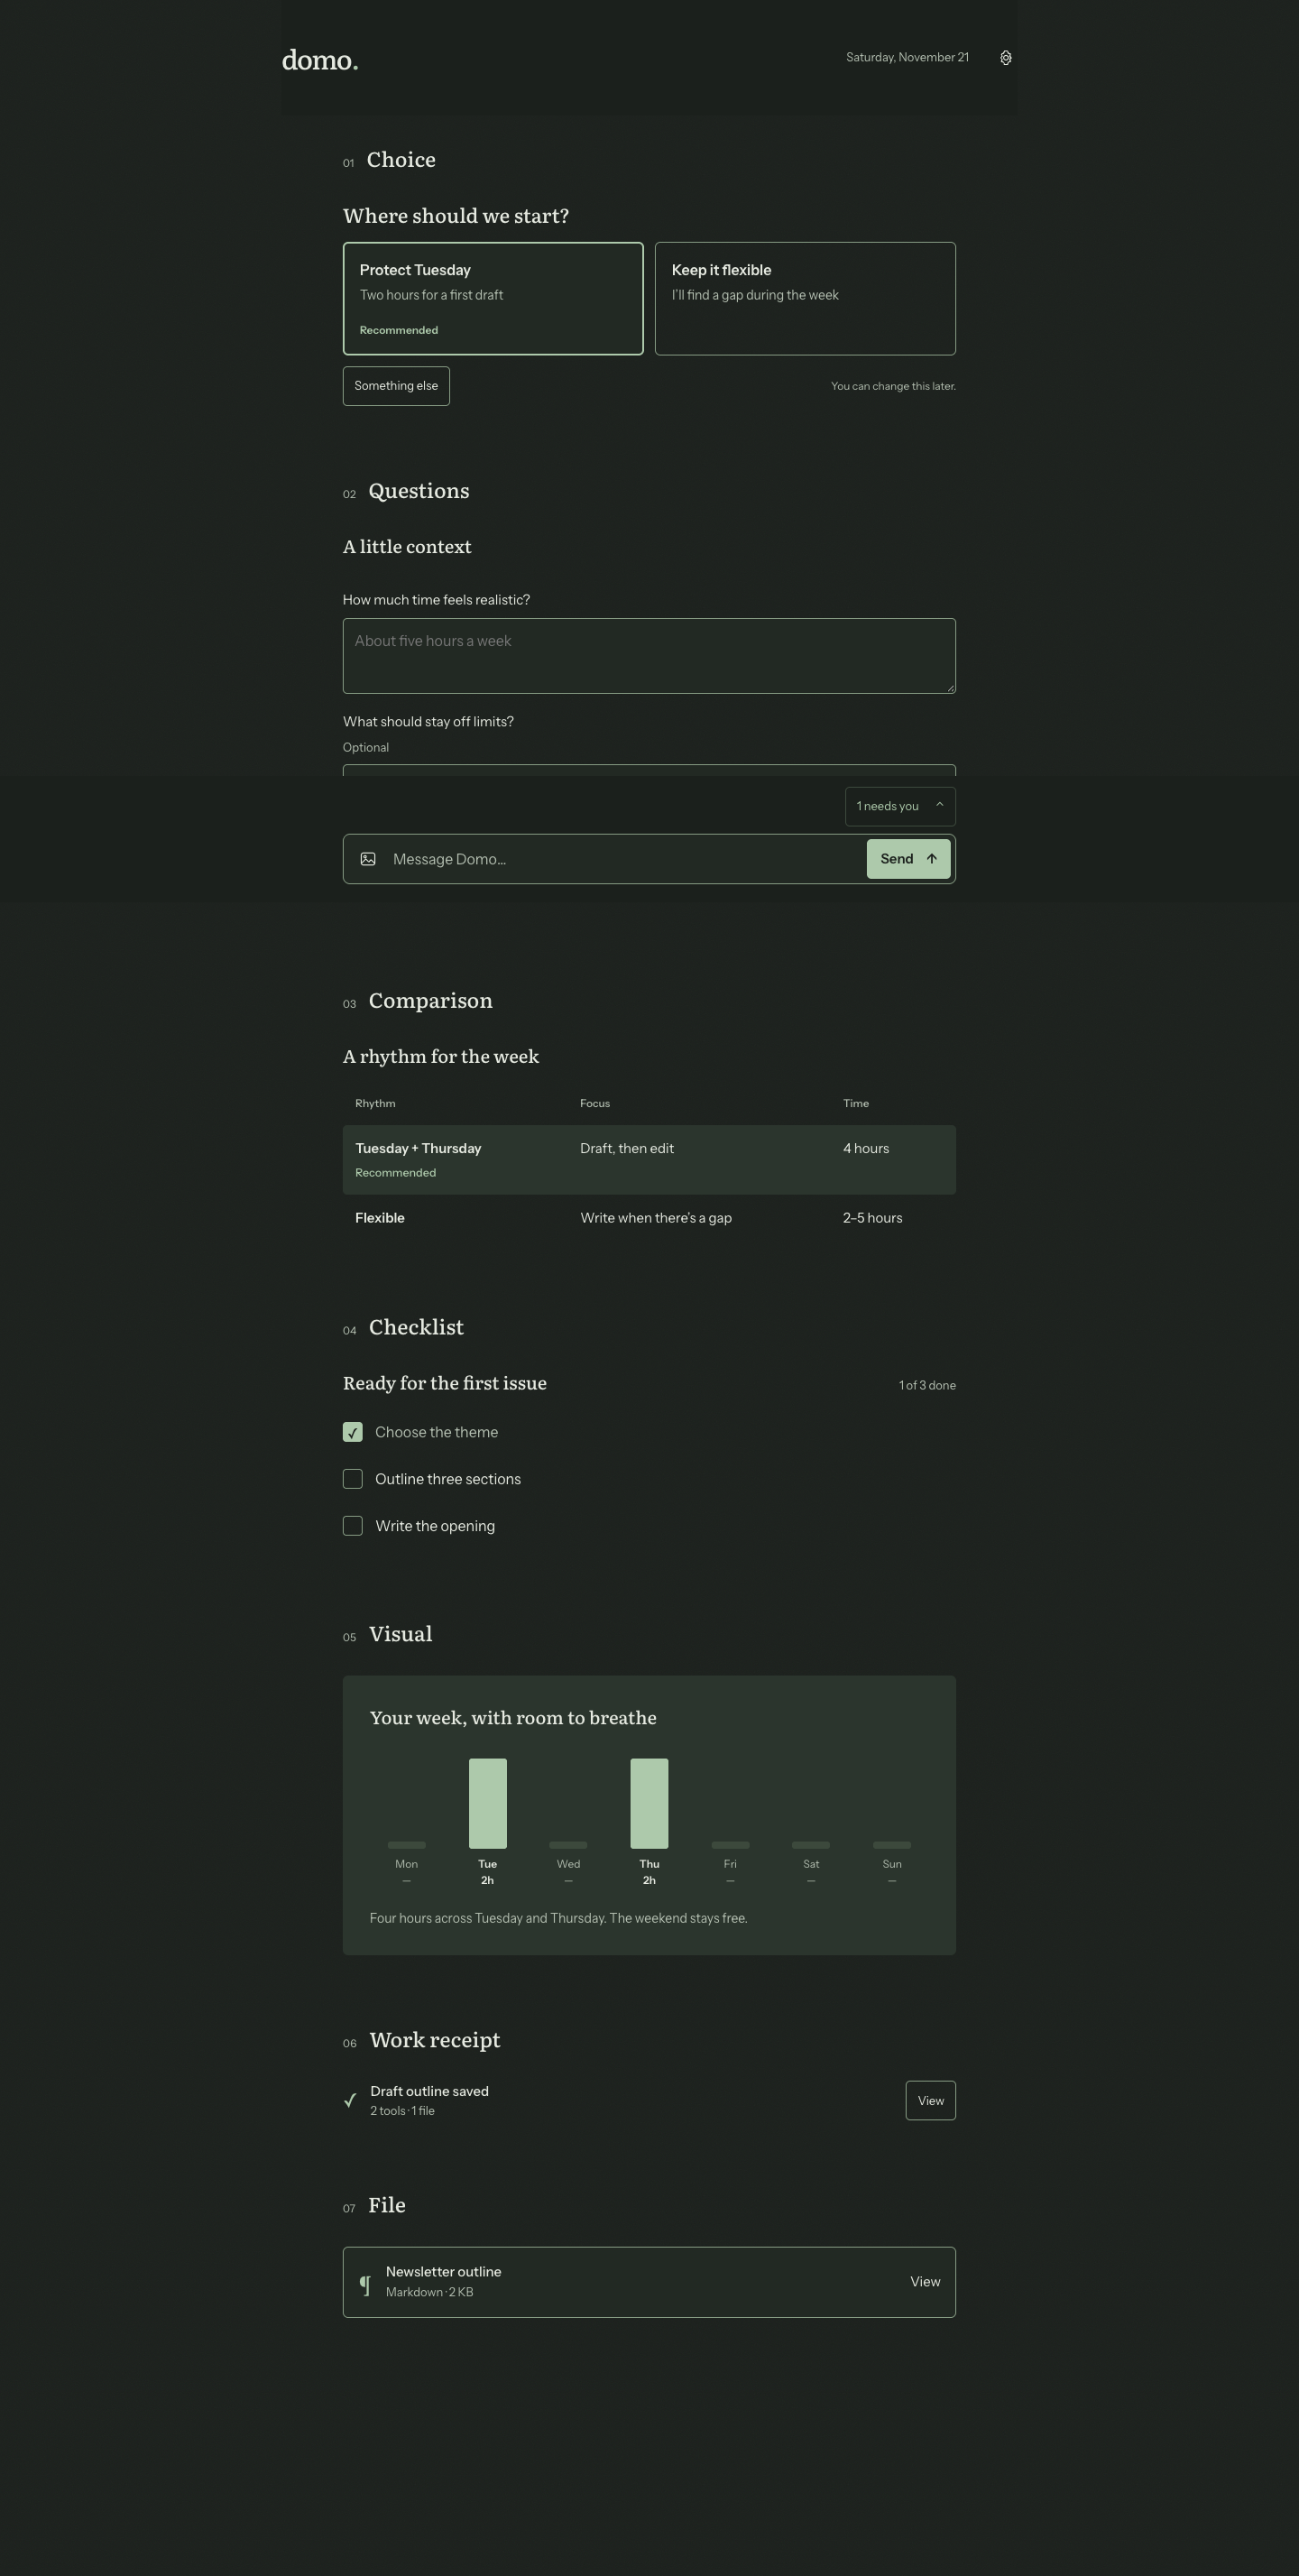 domo.
Saturday, November 21
01 Choice
Where should we start?
Protect Tuesday
Two hours for a first draft
Recommended
Keep it flexible
I'll find a gap during the week
Something else
You can change this later.
02 Questions
A little context
How much time feels realistic?
About five hours a week
What should stay off limits?
Optional
1 needs you
Message Domo...
Send
03 Comparison
A rhythm for the week
Rhythm Focus Time
Tuesday + Thursday Draft, then edit 4 hours
Recommended
Flexible Write when there's a gap 2–5 hours
04 Checklist
Ready for the first issue
1 of 3 done
Choose the theme
Outline three sections
Write the opening
05 Visual
Your week, with room to breathe
Mon Tue Wed Thu Fri Sat Sun
— 2h — 2h — — —
Four hours across Tuesday and Thursday. The weekend stays free.
06 Work receipt
Draft outline saved
2 tools · 1 file
View
07 File
¶ Newsletter outline
Markdown · 2 KB
View